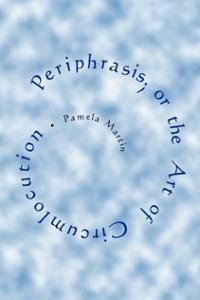 Periphrasis; or the Art of Circumlocution •
Pamela Martin